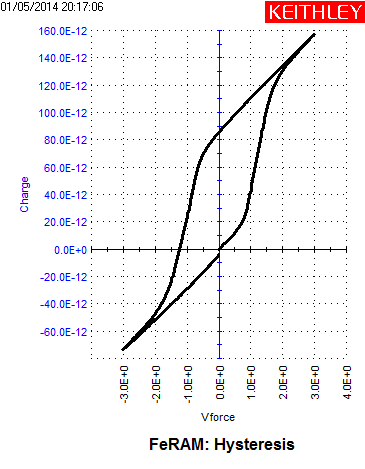 01/05/2014 20:17:06
KEITHLEY
160.0E-12
140.0E-12
120.0E-12
100.0E-12
80.0E-12
60.0E-12
40.0E-12
20.0E-12
0.0E+0
-20.0E-12
-40.0E-12
-60.0E-12
Charge
-3.0E+0
-2.0E+0
-1.0E+0
0.0E+0
1.0E+0
2.0E+0
3.0E+0
4.0E+0
Vforce
FeRAM: Hysteresis